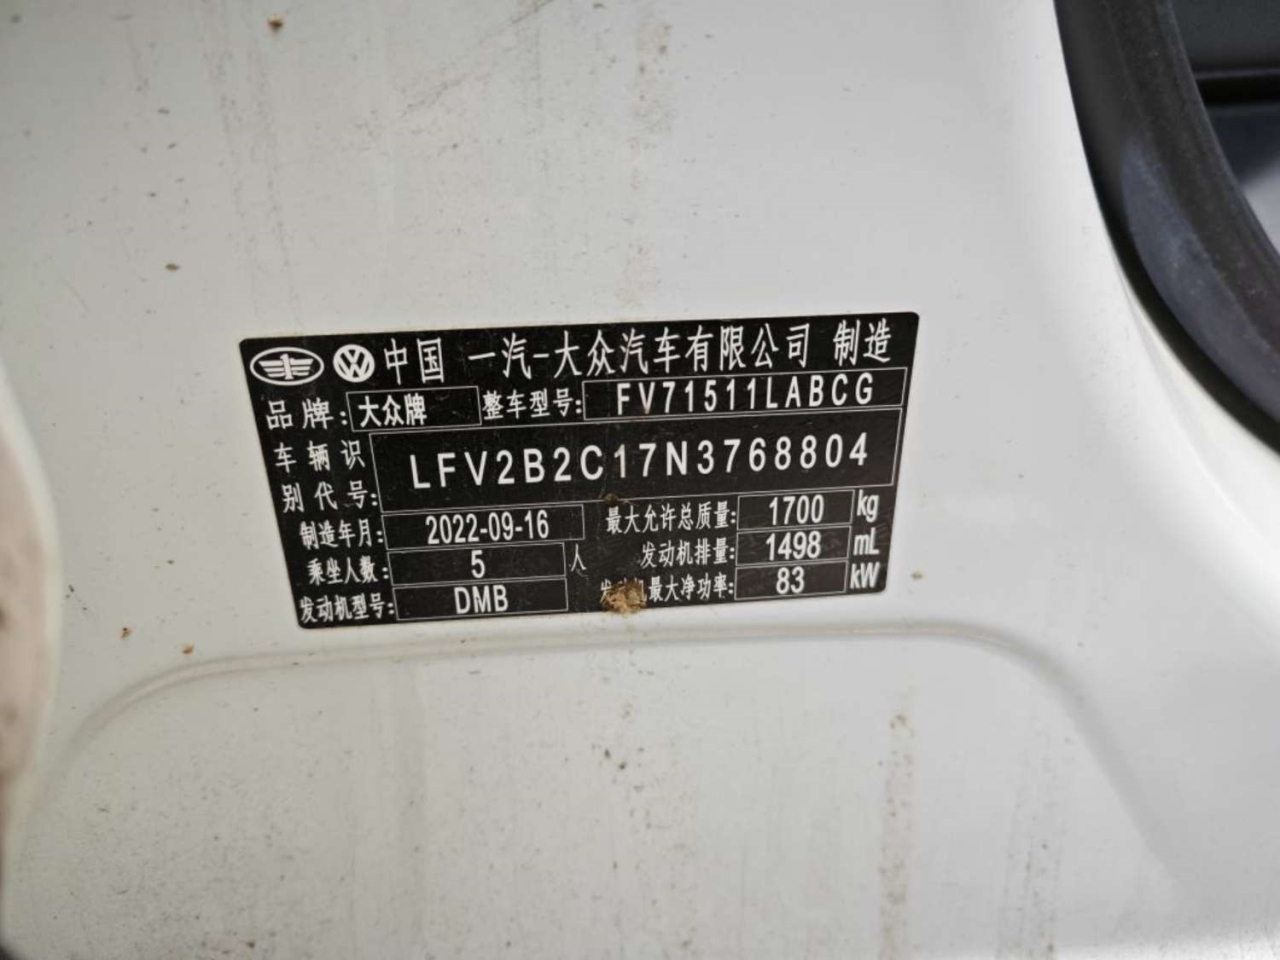 中国 一汽-大众汽车有限公司 制造
品牌: 大众牌 整车型号: FV71511LABCG
车辆识别代号: LFV2B2C17N3768804
制造年月: 2022-09-16 最大允许总质量: 1700 kg
乘坐人数: 5 人 发动机排量: 1498 mL
发动机型号: DMB 发动机最大净功率: 83 kW